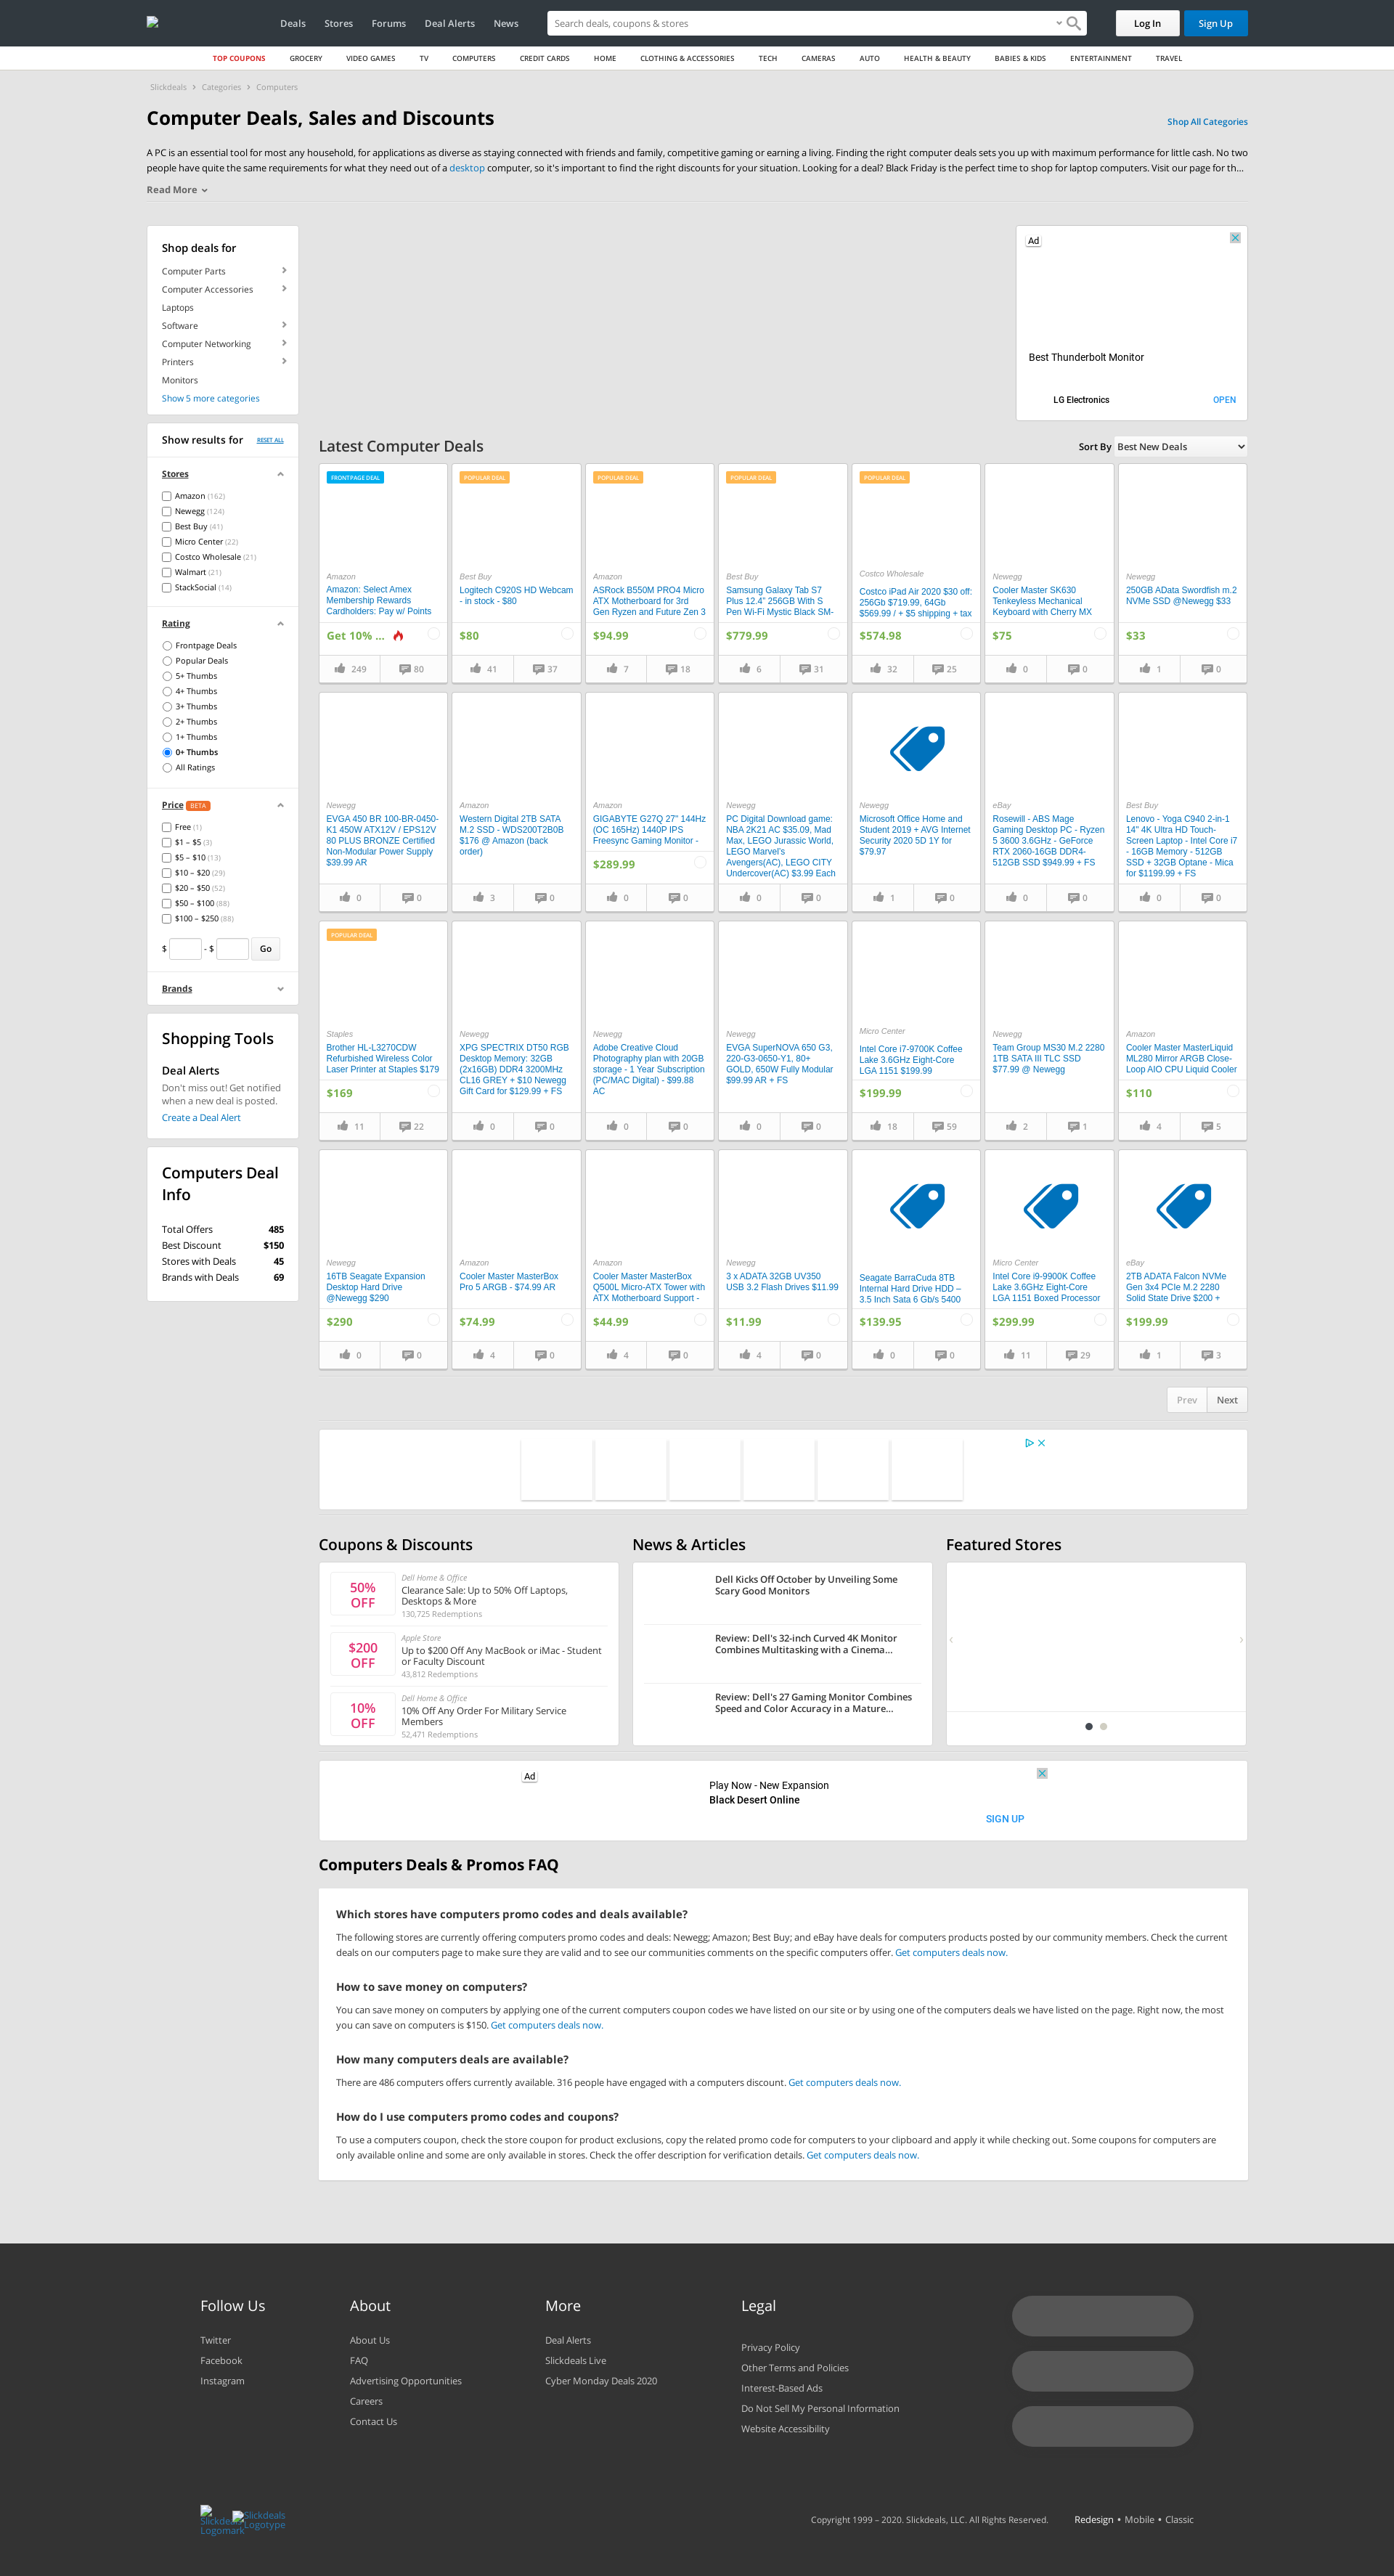 Deals Stores Forums Deal Alerts News Search deals, coupons & stores Log In Sign Up
TOP COUPONS GROCERY VIDEO GAMES TV COMPUTERS CREDIT CARDS HOME CLOTHING & ACCESSORIES TECH CAMERAS AUTO HEALTH & BEAUTY BABIES & KIDS ENTERTAINMENT TRAVEL
Slickdeals › Categories › Computers
Computer Deals, Sales and Discounts
Shop All Categories
A PC is an essential tool for most any household, for applications as diverse as staying connected with friends and family, competitive gaming or earning a living. Finding the right computer deals sets you up with maximum performance for little cash. No two
people have quite the same requirements for what they need out of a desktop computer, so it's important to find the right discounts for your situation. Looking for a deal? Black Friday is the perfect time to shop for laptop computers. Visit our page for th...
Read More
Shop deals for
Computer Parts
Computer Accessories
Laptops
Software
Computer Networking
Printers
Monitors
Show 5 more categories
Show results for RESET ALL
Stores
Amazon (162)
Newegg (124)
Best Buy (41)
Micro Center (22)
Costco Wholesale (21)
Walmart (21)
StackSocial (14)
Rating
Frontpage Deals
Popular Deals
5+ Thumbs
4+ Thumbs
3+ Thumbs
2+ Thumbs
1+ Thumbs
0+ Thumbs
All Ratings
Price BETA
Free (1)
$1 – $5 (3)
$5 – $10 (13)
$10 – $20 (29)
$20 – $50 (52)
$50 – $100 (88)
$100 – $250 (88)
$ - $ Go
Brands
Shopping Tools
Deal Alerts
Don't miss out! Get notified
when a new deal is posted.
Create a Deal Alert
Computers Deal
Info
Total Offers 485
Best Discount $150
Stores with Deals 45
Brands with Deals 69
Ad
Best Thunderbolt Monitor
LG Electronics OPEN
Latest Computer Deals
Sort By Best New Deals
FRONTPAGE DEAL
Amazon
Amazon: Select Amex
Membership Rewards
Cardholders: Pay w/ Points
Get 10% ...
249 80
POPULAR DEAL
Best Buy
Logitech C920S HD Webcam
- in stock - $80
$80
41 37
POPULAR DEAL
Amazon
ASRock B550M PRO4 Micro
ATX Motherboard for 3rd
Gen Ryzen and Future Zen 3
$94.99
7 18
POPULAR DEAL
Best Buy
Samsung Galaxy Tab S7
Plus 12.4" 256GB With S
Pen Wi-Fi Mystic Black SM-
$779.99
6 31
POPULAR DEAL
Costco Wholesale
Costco iPad Air 2020 $30 off:
256Gb $719.99, 64Gb
$569.99 / + $5 shipping + tax
$574.98
32 25
Newegg
Cooler Master SK630
Tenkeyless Mechanical
Keyboard with Cherry MX
$75
0 0
Newegg
250GB AData Swordfish m.2
NVMe SSD @Newegg $33
$33
1 0
Newegg
EVGA 450 BR 100-BR-0450-
K1 450W ATX12V / EPS12V
80 PLUS BRONZE Certified
Non-Modular Power Supply
$39.99 AR
0 0
Amazon
Western Digital 2TB SATA
M.2 SSD - WDS200T2B0B
$176 @ Amazon (back
order)
3 0
Amazon
GIGABYTE G27Q 27" 144Hz
(OC 165Hz) 1440P IPS
Freesync Gaming Monitor -
$289.99
0 0
Newegg
PC Digital Download game:
NBA 2K21 AC $35.09, Mad
Max, LEGO Jurassic World,
LEGO Marvel's
Avengers(AC), LEGO CITY
Undercover(AC) $3.99 Each
0 0
Newegg
Microsoft Office Home and
Student 2019 + AVG Internet
Security 2020 5D 1Y for
$79.97
1 0
eBay
Rosewill - ABS Mage
Gaming Desktop PC - Ryzen
5 3600 3.6GHz - GeForce
RTX 2060-16GB DDR4-
512GB SSD $949.99 + FS
0 0
Best Buy
Lenovo - Yoga C940 2-in-1
14" 4K Ultra HD Touch-
Screen Laptop - Intel Core i7
- 16GB Memory - 512GB
SSD + 32GB Optane - Mica
for $1199.99 + FS
0 0
POPULAR DEAL
Staples
Brother HL-L3270CDW
Refurbished Wireless Color
Laser Printer at Staples $179
$169
11 22
Newegg
XPG SPECTRIX DT50 RGB
Desktop Memory: 32GB
(2x16GB) DDR4 3200MHz
CL16 GREY + $10 Newegg
Gift Card for $129.99 + FS
0 0
Newegg
Adobe Creative Cloud
Photography plan with 20GB
storage - 1 Year Subscription
(PC/MAC Digital) - $99.88
AC
0 0
Newegg
EVGA SuperNOVA 650 G3,
220-G3-0650-Y1, 80+
GOLD, 650W Fully Modular
$99.99 AR + FS
0 0
Micro Center
Intel Core i7-9700K Coffee
Lake 3.6GHz Eight-Core
LGA 1151 $199.99
$199.99
18 59
Newegg
Team Group MS30 M.2 2280
1TB SATA III TLC SSD
$77.99 @ Newegg
2 1
Amazon
Cooler Master MasterLiquid
ML280 Mirror ARGB Close-
Loop AIO CPU Liquid Cooler
$110
4 5
Newegg
16TB Seagate Expansion
Desktop Hard Drive
@Newegg $290
$290
0 0
Amazon
Cooler Master MasterBox
Pro 5 ARGB - $74.99 AR
$74.99
4 0
Amazon
Cooler Master MasterBox
Q500L Micro-ATX Tower with
ATX Motherboard Support -
$44.99
4 0
Newegg
3 x ADATA 32GB UV350
USB 3.2 Flash Drives $11.99
$11.99
4 0
Seagate BarraCuda 8TB
Internal Hard Drive HDD –
3.5 Inch Sata 6 Gb/s 5400
$139.95
0 0
Micro Center
Intel Core i9-9900K Coffee
Lake 3.6GHz Eight-Core
LGA 1151 Boxed Processor
$299.99
11 29
eBay
2TB ADATA Falcon NVMe
Gen 3x4 PCIe M.2 2280
Solid State Drive $200 +
$199.99
1 3
Prev Next
Coupons & Discounts
50%
OFF
Dell Home & Office
Clearance Sale: Up to 50% Off Laptops,
Desktops & More
130,725 Redemptions
$200
OFF
Apple Store
Up to $200 Off Any MacBook or iMac - Student
or Faculty Discount
43,812 Redemptions
10%
OFF
Dell Home & Office
10% Off Any Order For Military Service
Members
52,471 Redemptions
News & Articles
Dell Kicks Off October by Unveiling Some
Scary Good Monitors
Review: Dell's 32-inch Curved 4K Monitor
Combines Multitasking with a Cinema...
Review: Dell's 27 Gaming Monitor Combines
Speed and Color Accuracy in a Mature...
Featured Stores
Ad
Play Now - New Expansion
Black Desert Online
SIGN UP
Computers Deals & Promos FAQ
Which stores have computers promo codes and deals available?
The following stores are currently offering computers promo codes and deals: Newegg; Amazon; Best Buy; and eBay have deals for computers products posted by our community members. Check the current
deals on our computers page to make sure they are valid and to see our communities comments on the specific computers offer. Get computers deals now.
How to save money on computers?
You can save money on computers by applying one of the current computers coupon codes we have listed on our site or by using one of the computers deals we have listed on the page. Right now, the most
you can save on computers is $150. Get computers deals now.
How many computers deals are available?
There are 486 computers offers currently available. 316 people have engaged with a computers discount. Get computers deals now.
How do I use computers promo codes and coupons?
To use a computers coupon, check the store coupon for product exclusions, copy the related promo code for computers to your clipboard and apply it while checking out. Some coupons for computers are
only available online and some are only available in stores. Check the offer description for verification details. Get computers deals now.
Follow Us
Twitter
Facebook
Instagram
About
About Us
FAQ
Advertising Opportunities
Careers
Contact Us
More
Deal Alerts
Slickdeals Live
Cyber Monday Deals 2020
Legal
Privacy Policy
Other Terms and Policies
Interest-Based Ads
Do Not Sell My Personal Information
Website Accessibility
Slickdeals
Logomark
Slickdeals
Logotype
Copyright 1999 – 2020. Slickdeals, LLC. All Rights Reserved. Redesign • Mobile • Classic